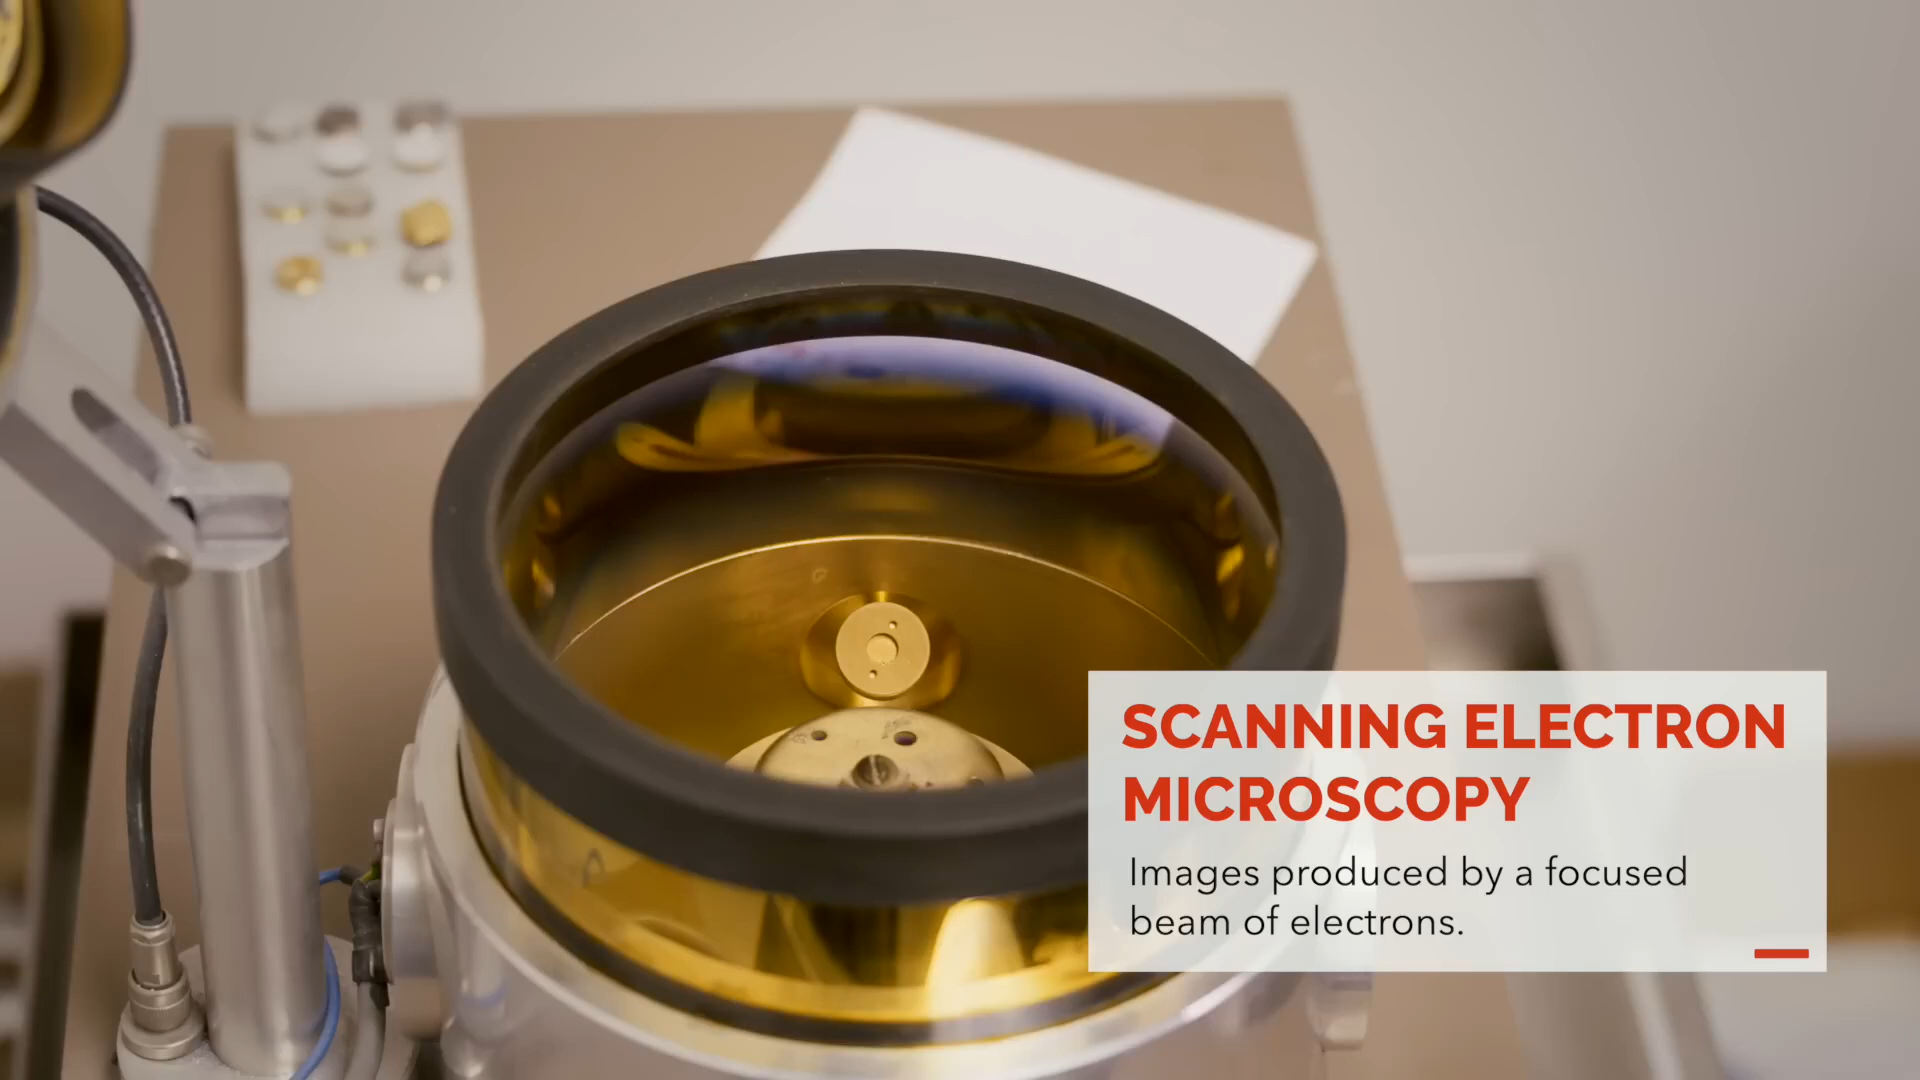 SCANNING ELECTRON
MICROSCOPY
Images produced by a focused
beam of electrons.